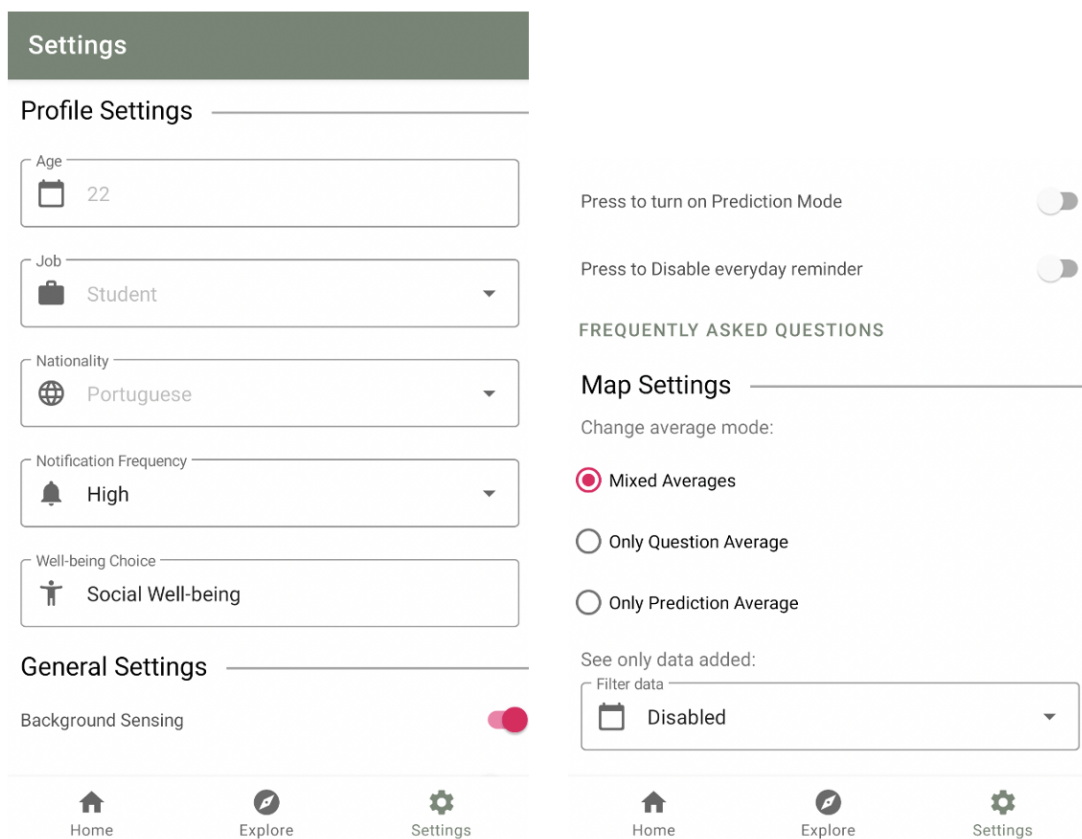 Settings
Profile Settings
Age
22
Job
Student
Nationality
Portuguese
Notification Frequency
High
Well-being Choice
Social Well-being
General Settings
Background Sensing
Home Explore Settings
Press to turn on Prediction Mode
Press to Disable everyday reminder
FREQUENTLY ASKED QUESTIONS
Map Settings
Change average mode:
Mixed Averages
Only Question Average
Only Prediction Average
See only data added:
Filter data
Disabled
Home Explore Settings